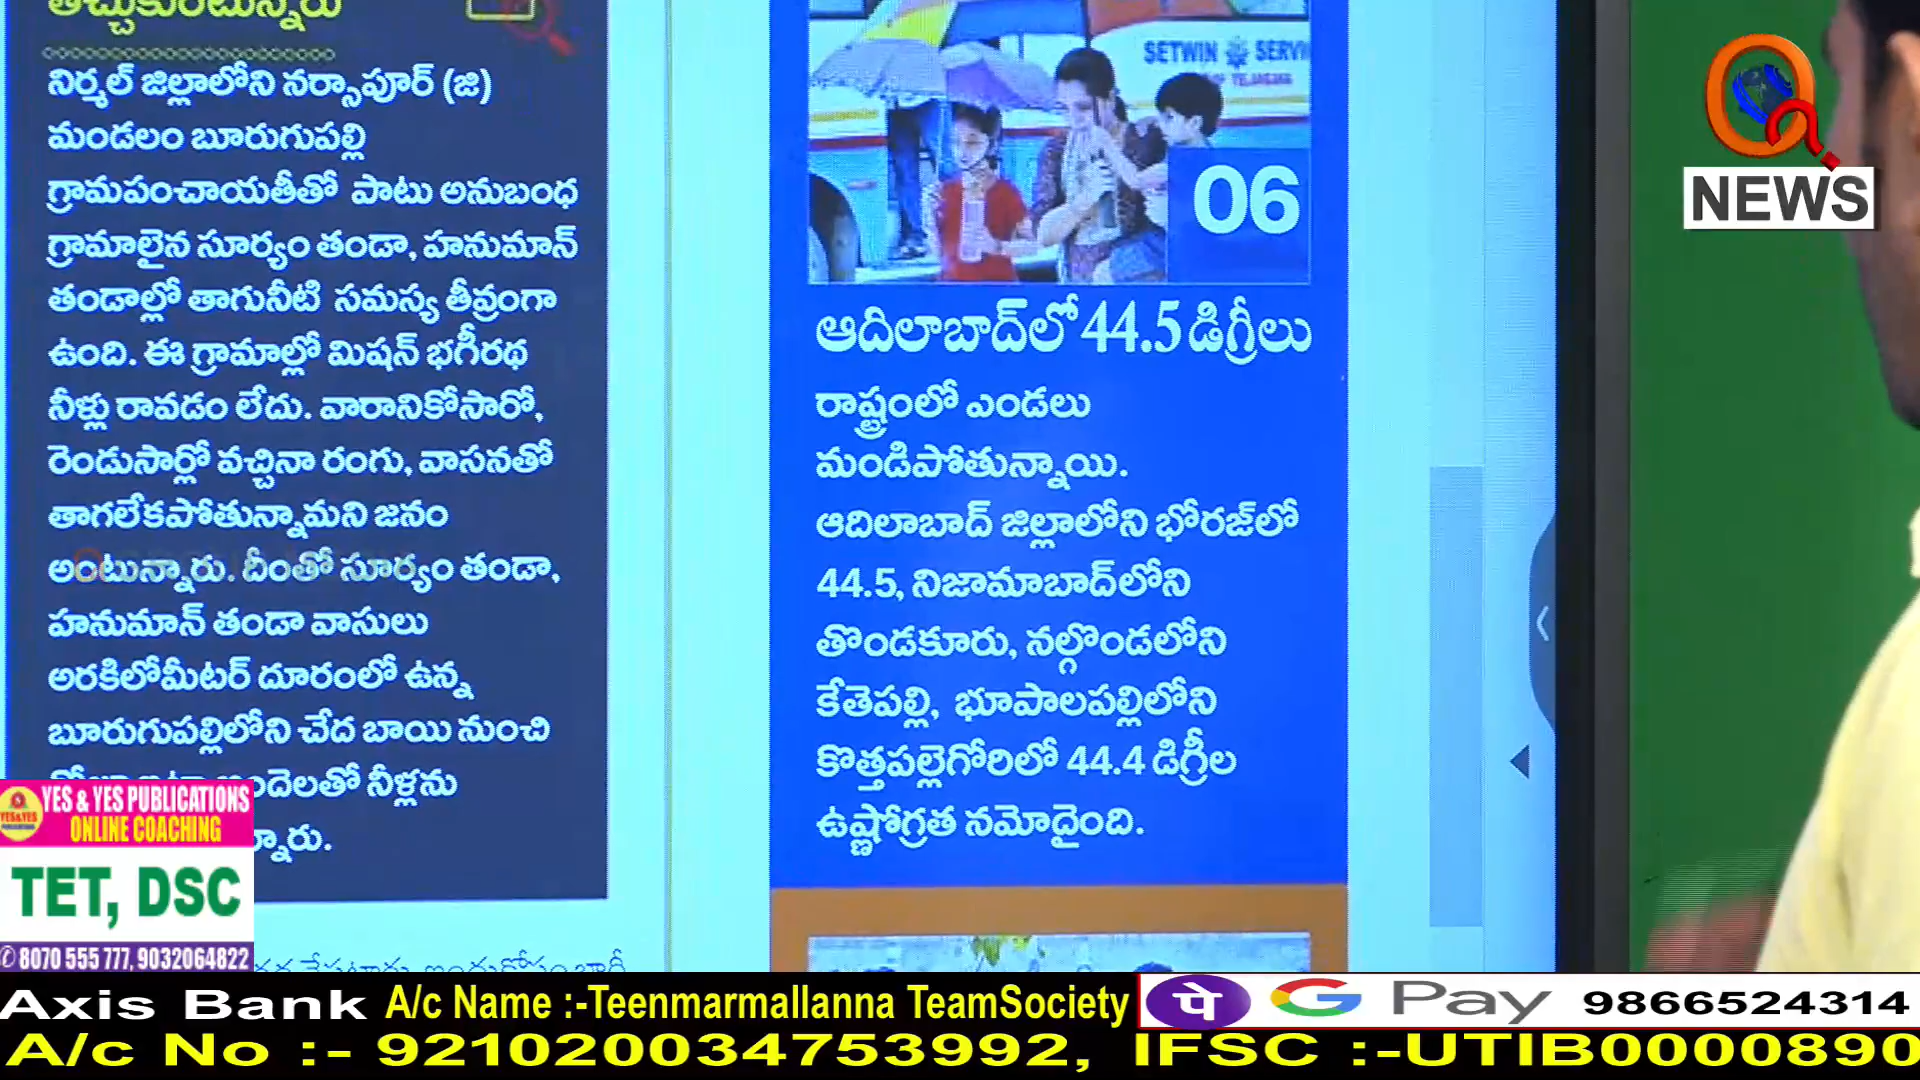 తెచ్చుకుంటున్నారు
నిర్మల్ జిల్లాలోని నర్సాపూర్ (జి)
మండలం బూరుగుపల్లి
గ్రామపంచాయతీతో పాటు అనుబంధ
గ్రామాలైన సూర్యం తండా, హనుమాన్
తండాల్లో తాగునీటి సమస్య తీవ్రంగా
ఉంది. ఈ గ్రామాల్లో మిషన్ భగీరథ
నీళ్లు రావడం లేదు. వారానికోసారో,
రెండుసార్లో వచ్చినా రంగు, వాసనతో
తాగలేకపోతున్నామని జనం
అంటున్నారు. దీంతో సూర్యం తండా,
హనుమాన్ తండా వాసులు
అరకిలోమీటర్ దూరంలో ఉన్న
బూరుగుపల్లిలోని చేద బాయి నుంచి
నీళ్లను
SETWIN SERVI
TELANGANA
06
ఆదిలాబాద్‌లో 44.5 డిగ్రీలు
రాష్ట్రంలో ఎండలు
మండిపోతున్నాయి.
ఆదిలాబాద్ జిల్లాలోని భోరజ్‌లో
44.5, నిజామాబాద్‌లోని
తొండకూరు, నల్గొండలోని
కేతెపల్లి, భూపాలపల్లిలోని
కొత్తపల్లెగోరిలో 44.4 డిగ్రీల
ఉష్ణోగ్రత నమోదైంది.
Q
NEWS
YES & YES PUBLICATIONS
ONLINE COACHING
TET, DSC
8070 555 777, 9032064822
Axis Bank A/c Name :-Teenmarmallanna TeamSociety
पे G Pay 9866524314
A/c No :- 921020034753992, IFSC :-UTIB0000890